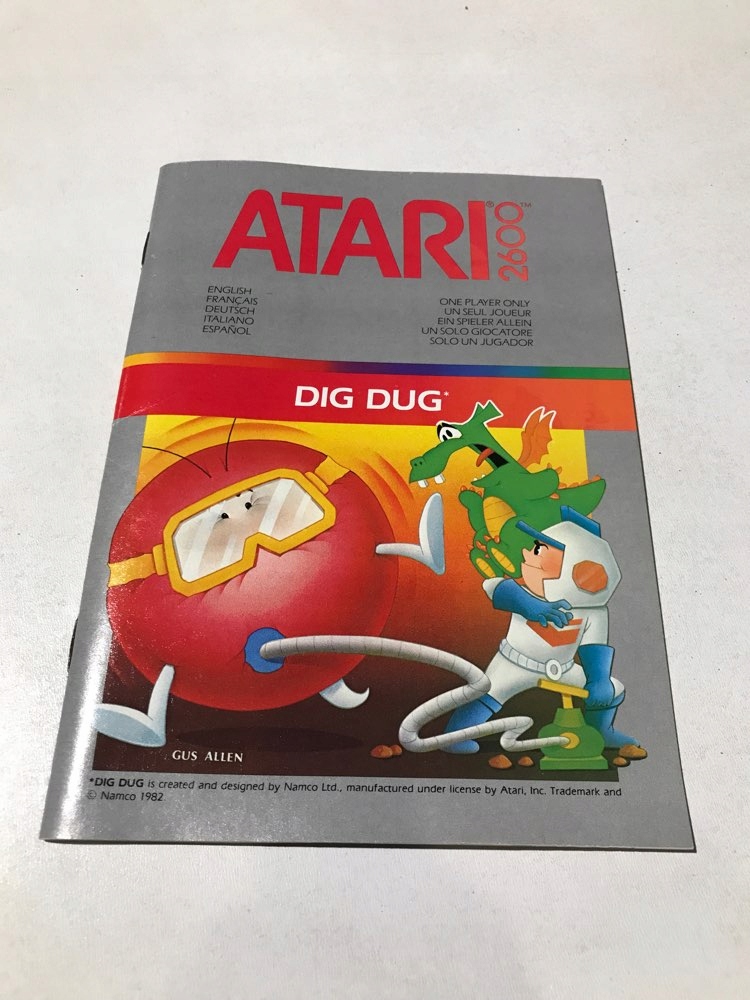 ATARI® 2600™
ENGLISH
FRANÇAIS
DEUTSCH
ITALIANO
ESPAÑOL
ONE PLAYER ONLY
UN SEUL JOUEUR
EIN SPIELER ALLEIN
UN SOLO GIOCATORE
SOLO UN JUGADOR
DIG DUG*
GUS ALLEN
*DIG DUG is created and designed by Namco Ltd., manufactured under license by Atari, Inc. Trademark and
© Namco 1982